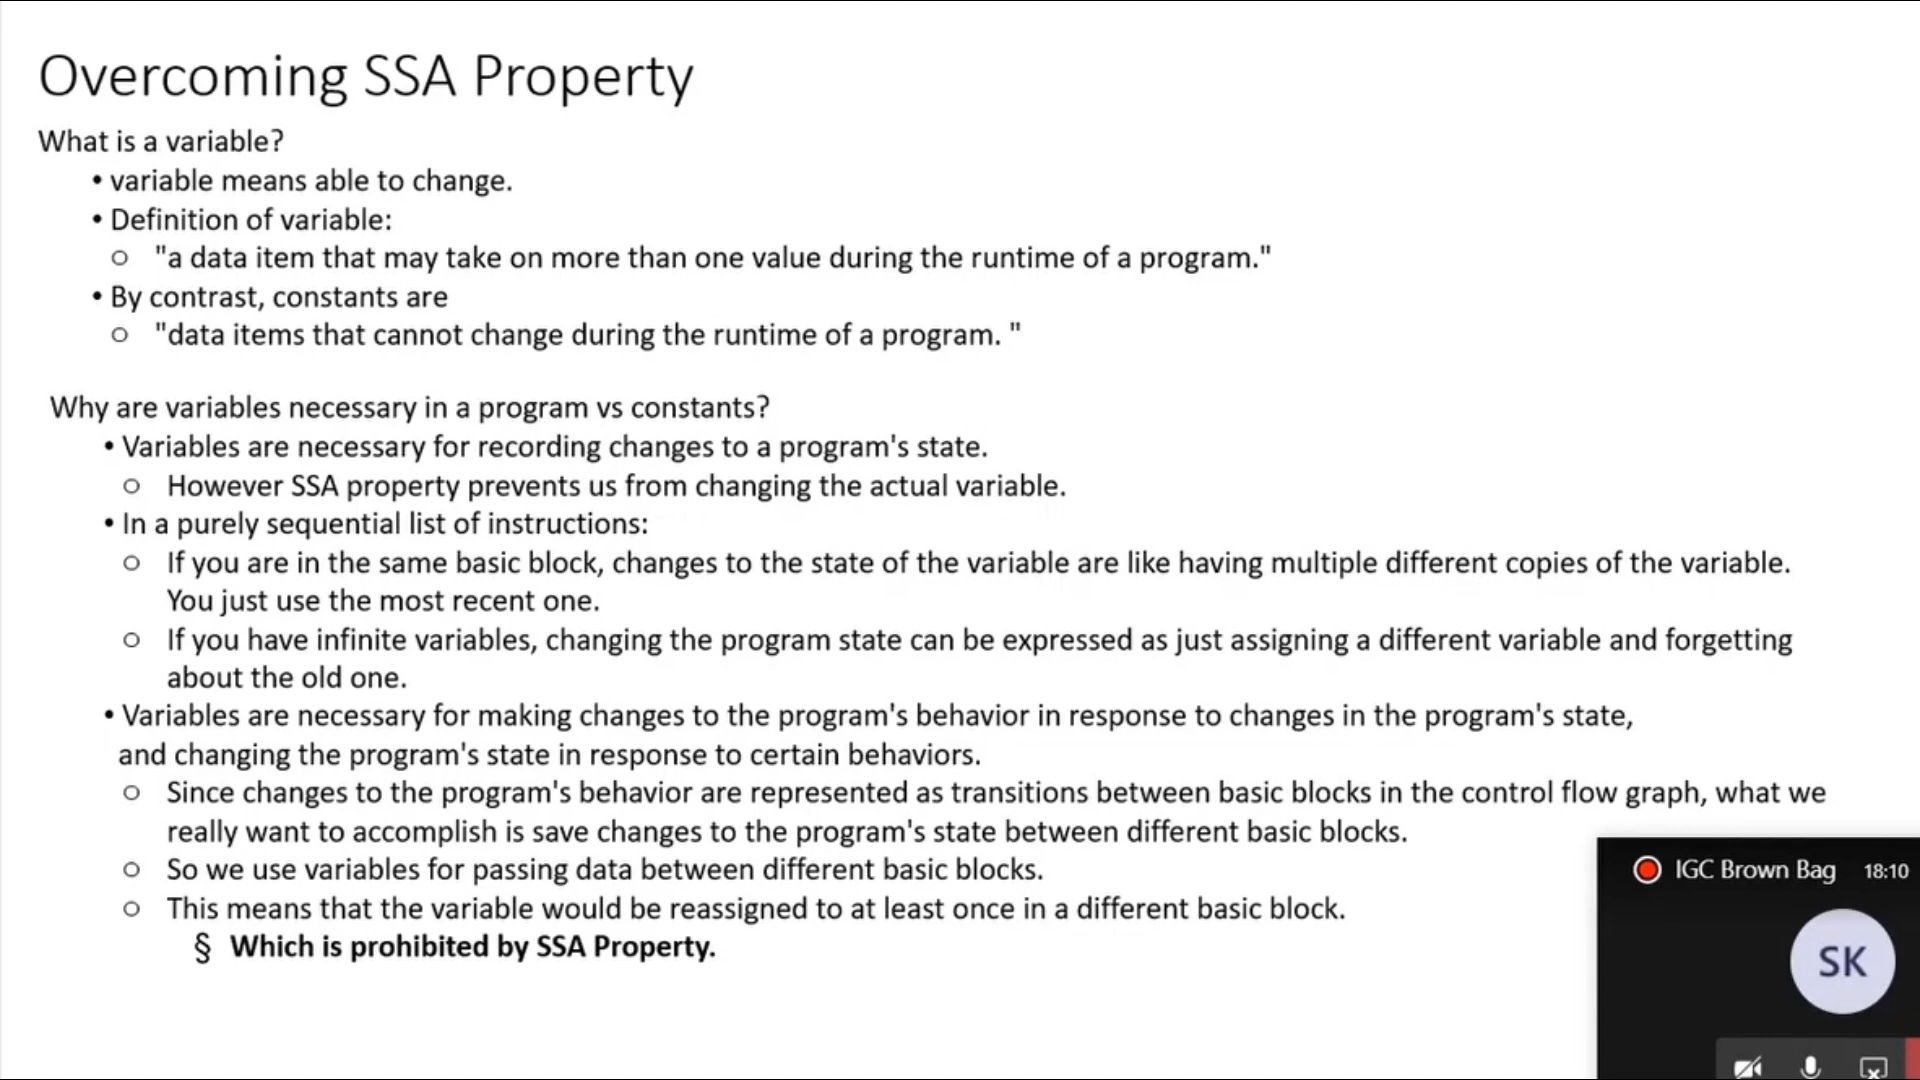 Overcoming SSA Property
What is a variable?
• variable means able to change.
• Definition of variable:
○ "a data item that may take on more than one value during the runtime of a program."
• By contrast, constants are
○ "data items that cannot change during the runtime of a program. "
Why are variables necessary in a program vs constants?
• Variables are necessary for recording changes to a program's state.
○ However SSA property prevents us from changing the actual variable.
• In a purely sequential list of instructions:
○ If you are in the same basic block, changes to the state of the variable are like having multiple different copies of the variable.
You just use the most recent one.
○ If you have infinite variables, changing the program state can be expressed as just assigning a different variable and forgetting
about the old one.
• Variables are necessary for making changes to the program's behavior in response to changes in the program's state,
and changing the program's state in response to certain behaviors.
○ Since changes to the program's behavior are represented as transitions between basic blocks in the control flow graph, what we
really want to accomplish is save changes to the program's state between different basic blocks.
○ So we use variables for passing data between different basic blocks.
○ This means that the variable would be reassigned to at least once in a different basic block.
§ Which is prohibited by SSA Property.
IGC Brown Bag 18:10
SK